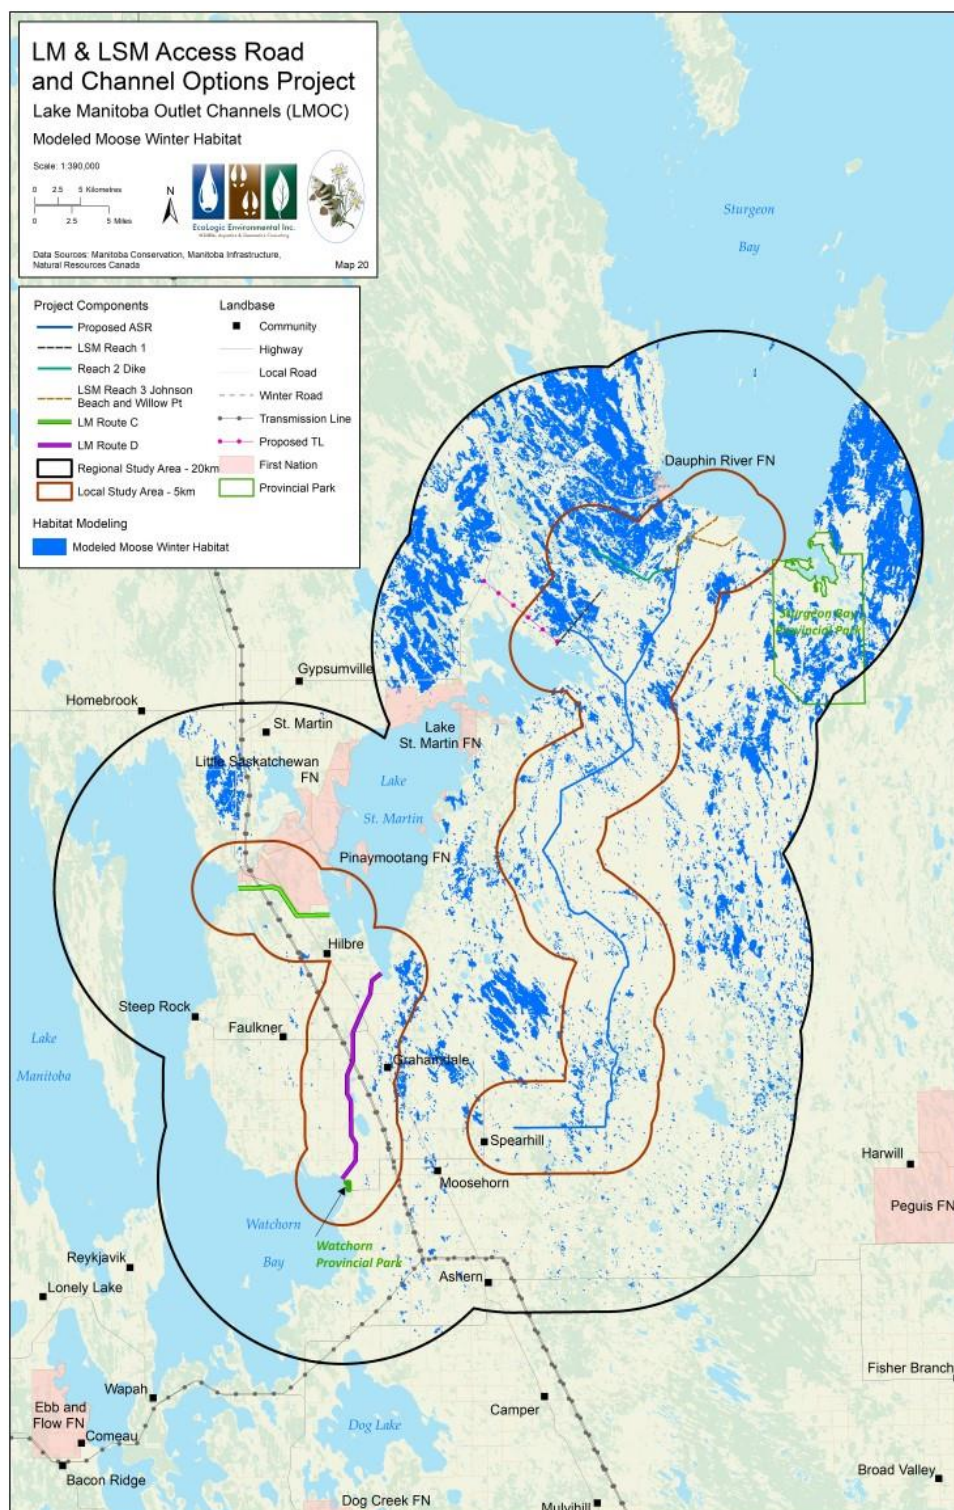 LM & LSM Access Road
and Channel Options Project
Lake Manitoba Outlet Channels (LMOC)
Modeled Moose Winter Habitat
Scale: 1:390,000
0 2.5 5 Kilometres
0 2.5 5 Miles
N
EcoLogic Environmental Inc.
Data Sources: Manitoba Conservation, Manitoba Infrastructure,
Natural Resources Canada
Map 20
Project Components
Proposed ASR
LSM Reach 1
Reach 2 Dike
LSM Reach 3 Johnson
Beach and Willow Pt
LM Route C
LM Route D
Regional Study Area - 20km
Local Study Area - 5km
Habitat Modeling
Modeled Moose Winter Habitat
Landbase
Community
Highway
Local Road
Winter Road
Transmission Line
Proposed TL
First Nation
Provincial Park
Sturgeon
Bay
Dauphin River FN
Sturgeon Bay
Provincial Park
Gypsumville
Homebrook
St. Martin
Lake
St. Martin FN
Little Saskatchewan
FN
Lake
St. Martin
Pinaymootang FN
Hilbre
Steep Rock
Faulkner
Lake
Manitoba
Grahamdale
Spearhill
Moosehorn
Harwill
Peguis FN
Watchorn
Bay
Watchorn
Provincial Park
Reykjavik
Lonely Lake
Ashern
Fisher Branch
Wapah
Ebb and
Flow FN
Comeau
Camper
Dog Lake
Bacon Ridge
Broad Valley
Dog Creek FN
Mulvihill